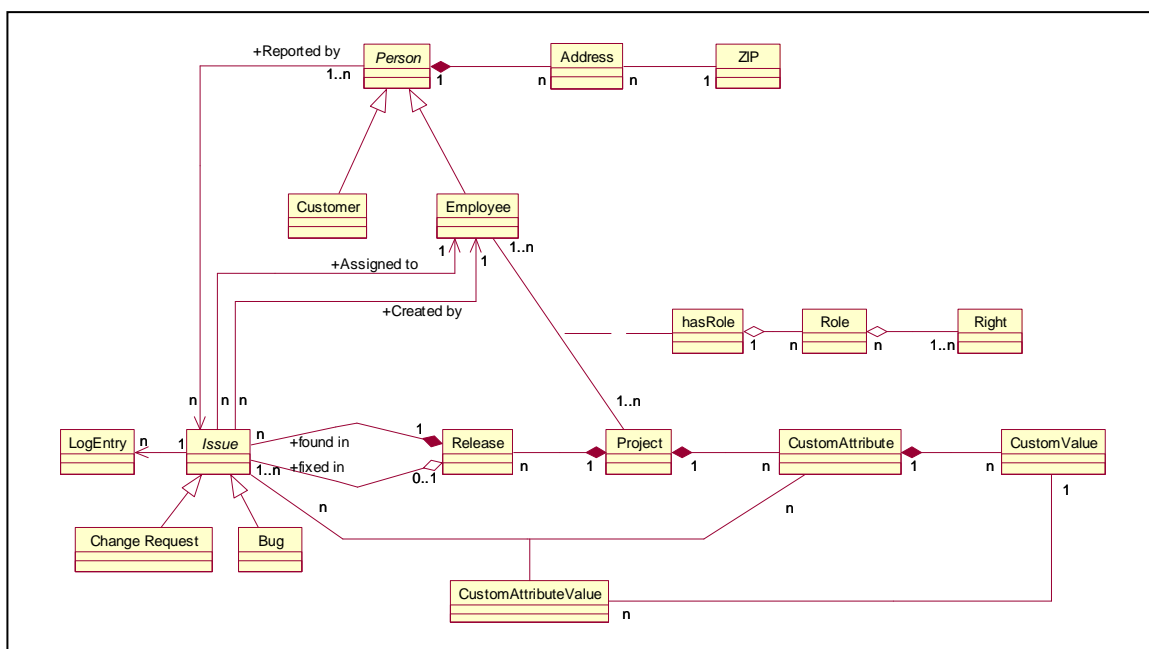 +Reported by
Person
Address
ZIP
1..n
1
n
n
1
Customer
Employee
1
1
1..n
+Assigned to
+Created by
hasRole
Role
Right
1
n
n
1..n
n
n
n
1..n
LogEntry
n
1
Issue
n
+found in
1
Release
Project
CustomAttribute
CustomValue
1..n
+fixed in
0..1
n
1
1
n
1
n
1
n
n
Change Request
Bug
CustomAttributeValue
n